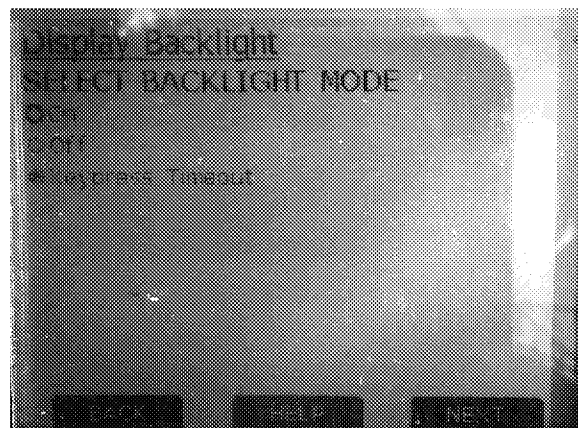 Display Backlight
SELECT BACKLIGHT MODE
On
Off
Keypress Timeout
BACK HELP NEXT